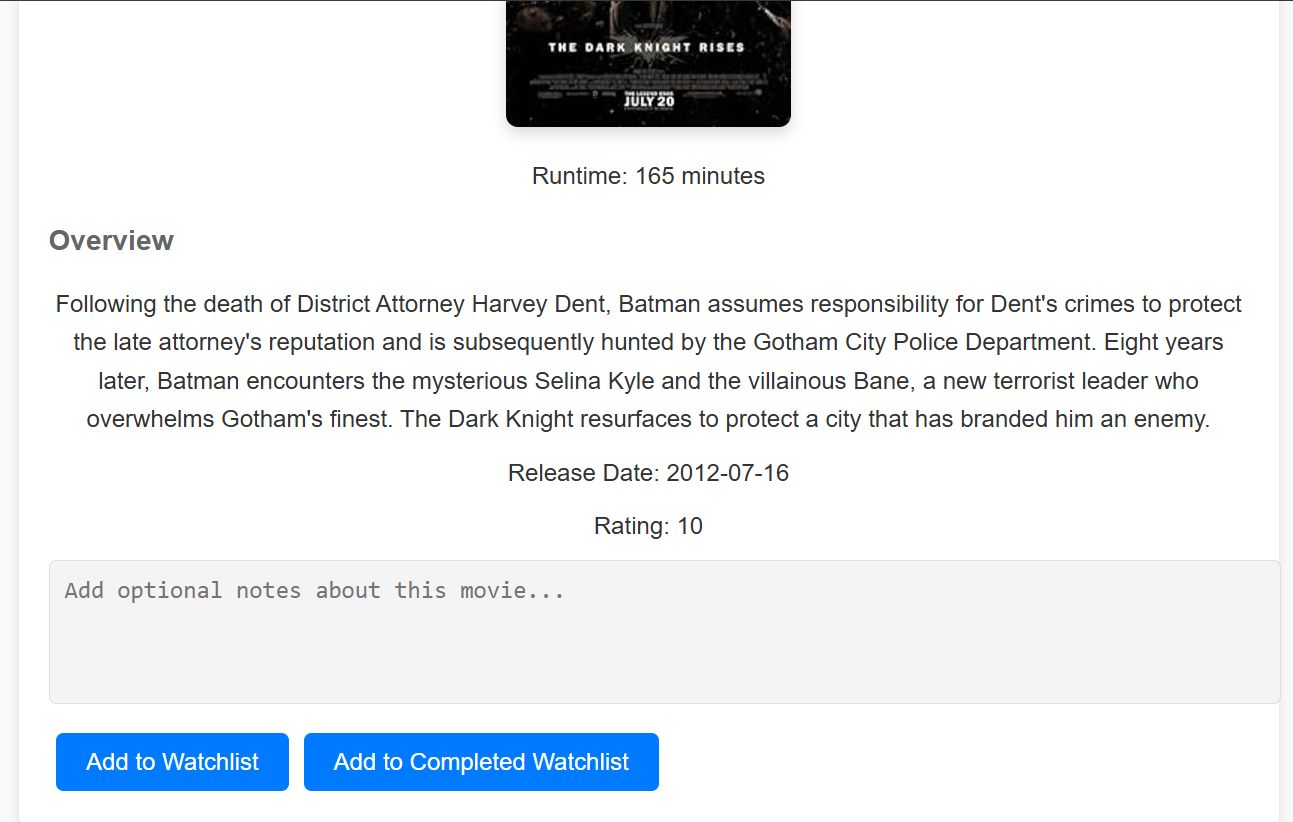 THE DARK KNIGHT RISES
THE LEGEND ENDS
JULY 20
Runtime: 165 minutes
Overview
Following the death of District Attorney Harvey Dent, Batman assumes responsibility for Dent's crimes to protect
the late attorney's reputation and is subsequently hunted by the Gotham City Police Department. Eight years
later, Batman encounters the mysterious Selina Kyle and the villainous Bane, a new terrorist leader who
overwhelms Gotham's finest. The Dark Knight resurfaces to protect a city that has branded him an enemy.
Release Date: 2012-07-16
Rating: 10
Add optional notes about this movie...
Add to Watchlist Add to Completed Watchlist